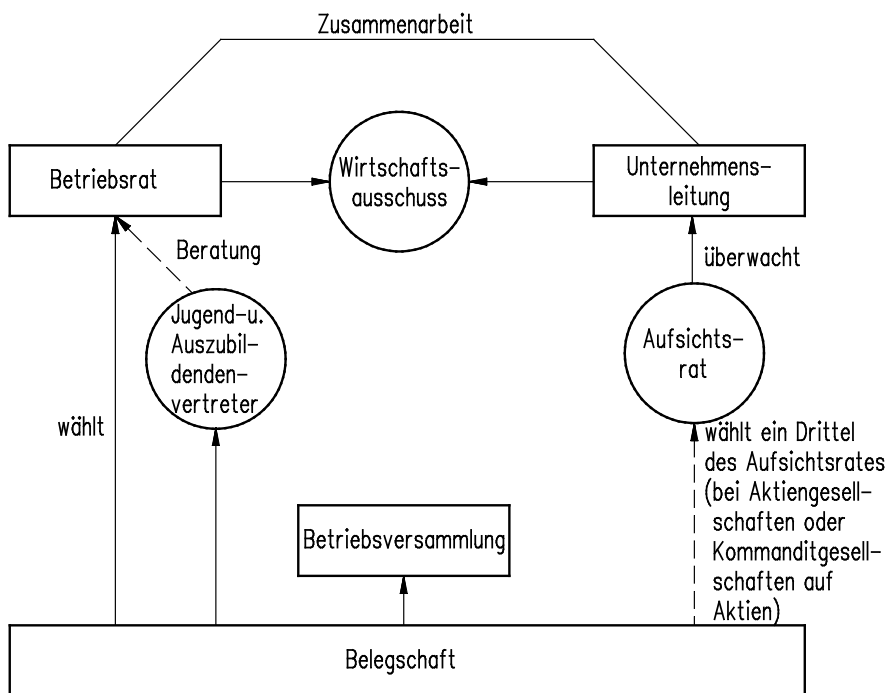 Zusammenarbeit
Betriebsrat
Wirtschafts-
ausschuss
Unternehmens-
leitung
Beratung
überwacht
Jugend-u.
Auszubil-
denden-
vertreter
Aufsichts-
rat
wählt
wählt ein Drittel
des Aufsichtsrates
(bei Aktiengesell-
schaften oder
Kommanditgesell-
schaften auf
Aktien)
Betriebsversammlung
Belegschaft